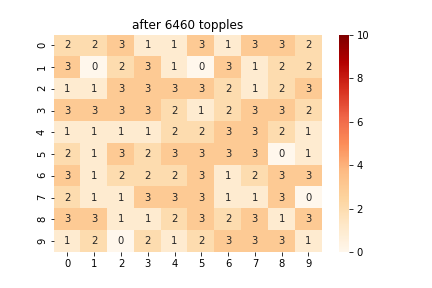 after 6460 topples
0 2 2 3 1 1 3 1 3 3 2
1 3 0 2 3 1 0 3 1 2 2
2 1 1 3 3 3 3 2 1 2 3
3 3 3 3 3 2 1 2 3 3 2
4 1 1 1 1 2 2 3 3 2 1
5 2 1 3 2 3 3 3 3 0 1
6 3 1 2 2 2 3 1 2 3 3
7 2 1 1 3 3 3 1 1 3 0
8 3 3 1 1 2 3 2 3 1 3
9 1 2 0 2 1 2 3 3 3 1
0 1 2 3 4 5 6 7 8 9
10
8
6
4
2
0